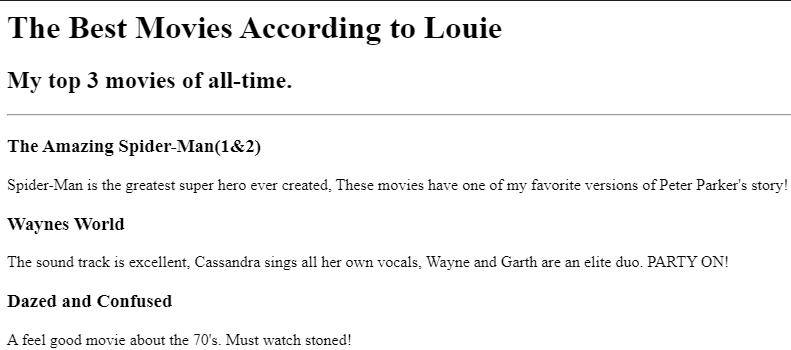 The Best Movies According to Louie
My top 3 movies of all-time.
The Amazing Spider-Man(1&2)
Spider-Man is the greatest super hero ever created, These movies have one of my favorite versions of Peter Parker's story!
Waynes World
The sound track is excellent, Cassandra sings all her own vocals, Wayne and Garth are an elite duo. PARTY ON!
Dazed and Confused
A feel good movie about the 70's. Must watch stoned!